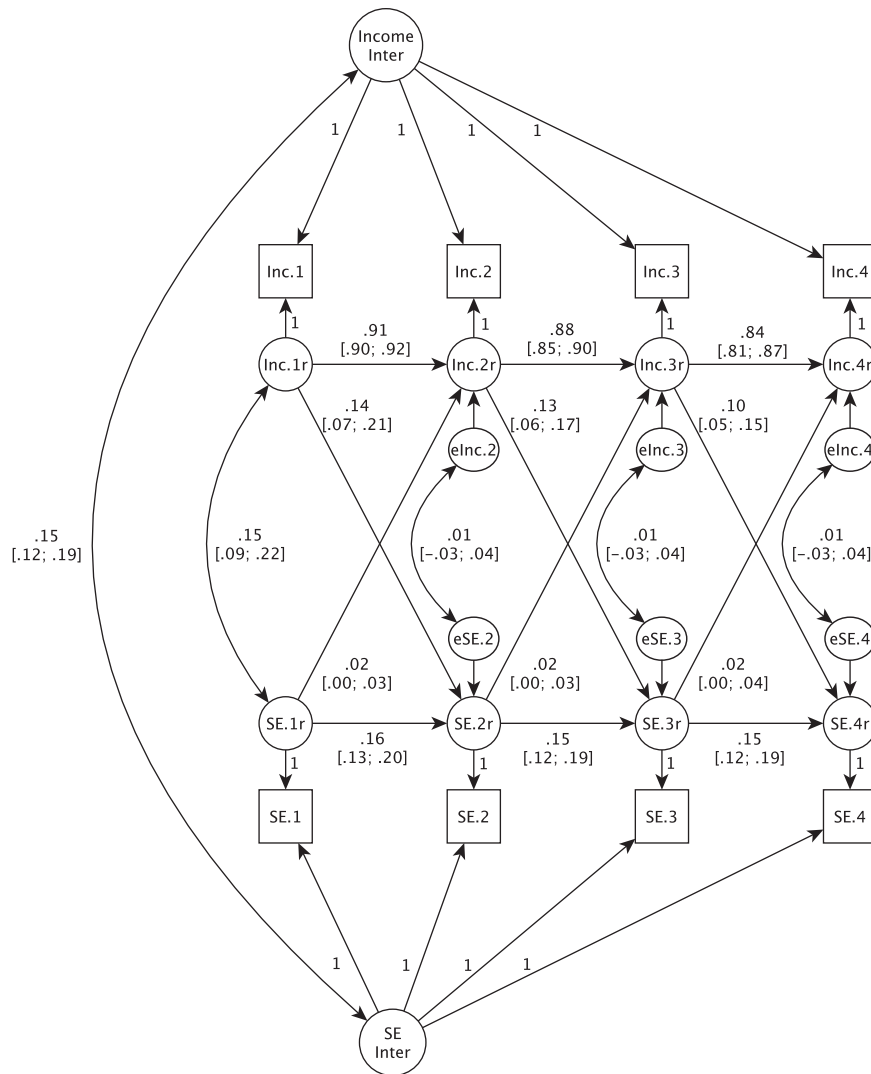 Income
Inter
1 1 1 1
Inc.1 Inc.2 Inc.3 Inc.4
1 1 1 1
.91 .88 .84
[.90; .92] [.85; .90] [.81; .87]
Inc.1r Inc.2r Inc.3r Inc.4r
.14 .13 .10
[.07; .21] [.06; .17] [.05; .15]
eInc.2 eInc.3 eInc.4
.15 .15 .01 .01 .01
[.12; .19] [.09; .22] [–.03; .04] [–.03; .04] [–.03; .04]
eSE.2 eSE.3 eSE.4
.02 .02 .02
[.00; .03] [.00; .03] [.00; .04]
SE.1r SE.2r SE.3r SE.4r
.16 .15 .15
[.13; .20] [.12; .19] [.12; .19]
1 1 1 1
SE.1 SE.2 SE.3 SE.4
1 1 1 1
SE
Inter